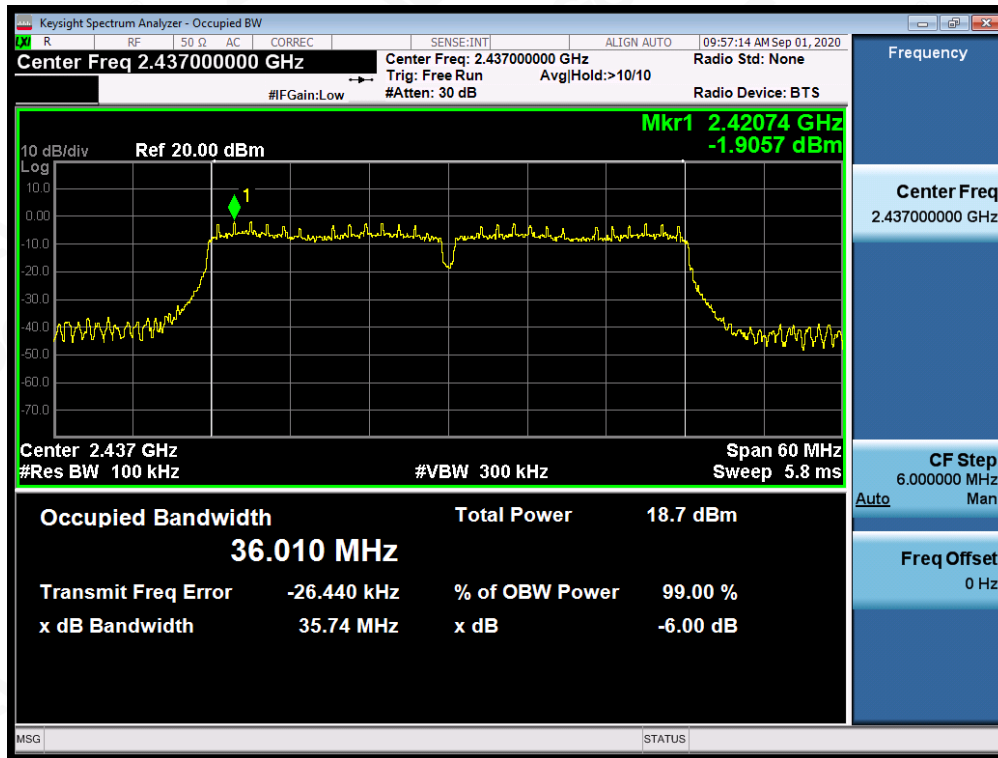 Keysight Spectrum Analyzer - Occupied BW
LXI R RF 50 Ω AC CORREC SENSE:INT ALIGN AUTO 09:57:14 AM Sep 01, 2020
Center Freq 2.437000000 GHz
Center Freq: 2.437000000 GHz
Radio Std: None
Trig: Free Run Avg|Hold:>10/10
#IFGain:Low
#Atten: 30 dB
Radio Device: BTS
Frequency
Mkr1 2.42074 GHz
-1.9057 dBm
10 dB/div Ref 20.00 dBm
Log
10.0
0.00
-10.0
-20.0
-30.0
-40.0
-50.0
-60.0
-70.0
1
Center 2.437 GHz Span 60 MHz
#Res BW 100 kHz #VBW 300 kHz Sweep 5.8 ms
Occupied Bandwidth Total Power 18.7 dBm
36.010 MHz
Transmit Freq Error -26.440 kHz % of OBW Power 99.00 %
x dB Bandwidth 35.74 MHz x dB -6.00 dB
Center Freq
2.437000000 GHz
CF Step
6.000000 MHz
Auto Man
Freq Offset
0 Hz
MSG STATUS